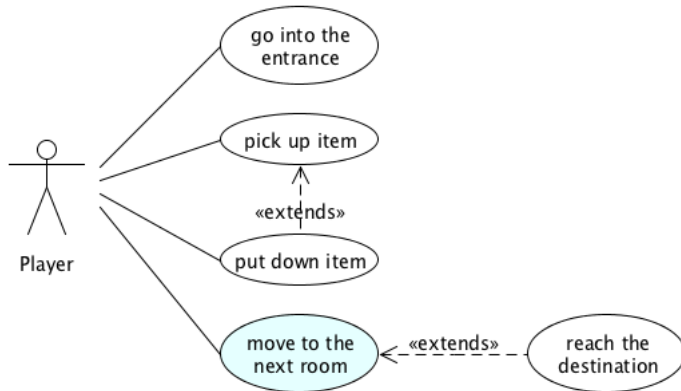 go into the
entrance
pick up item
«extends»
Player
put down item
move to the
next room
«extends»
reach the
destination